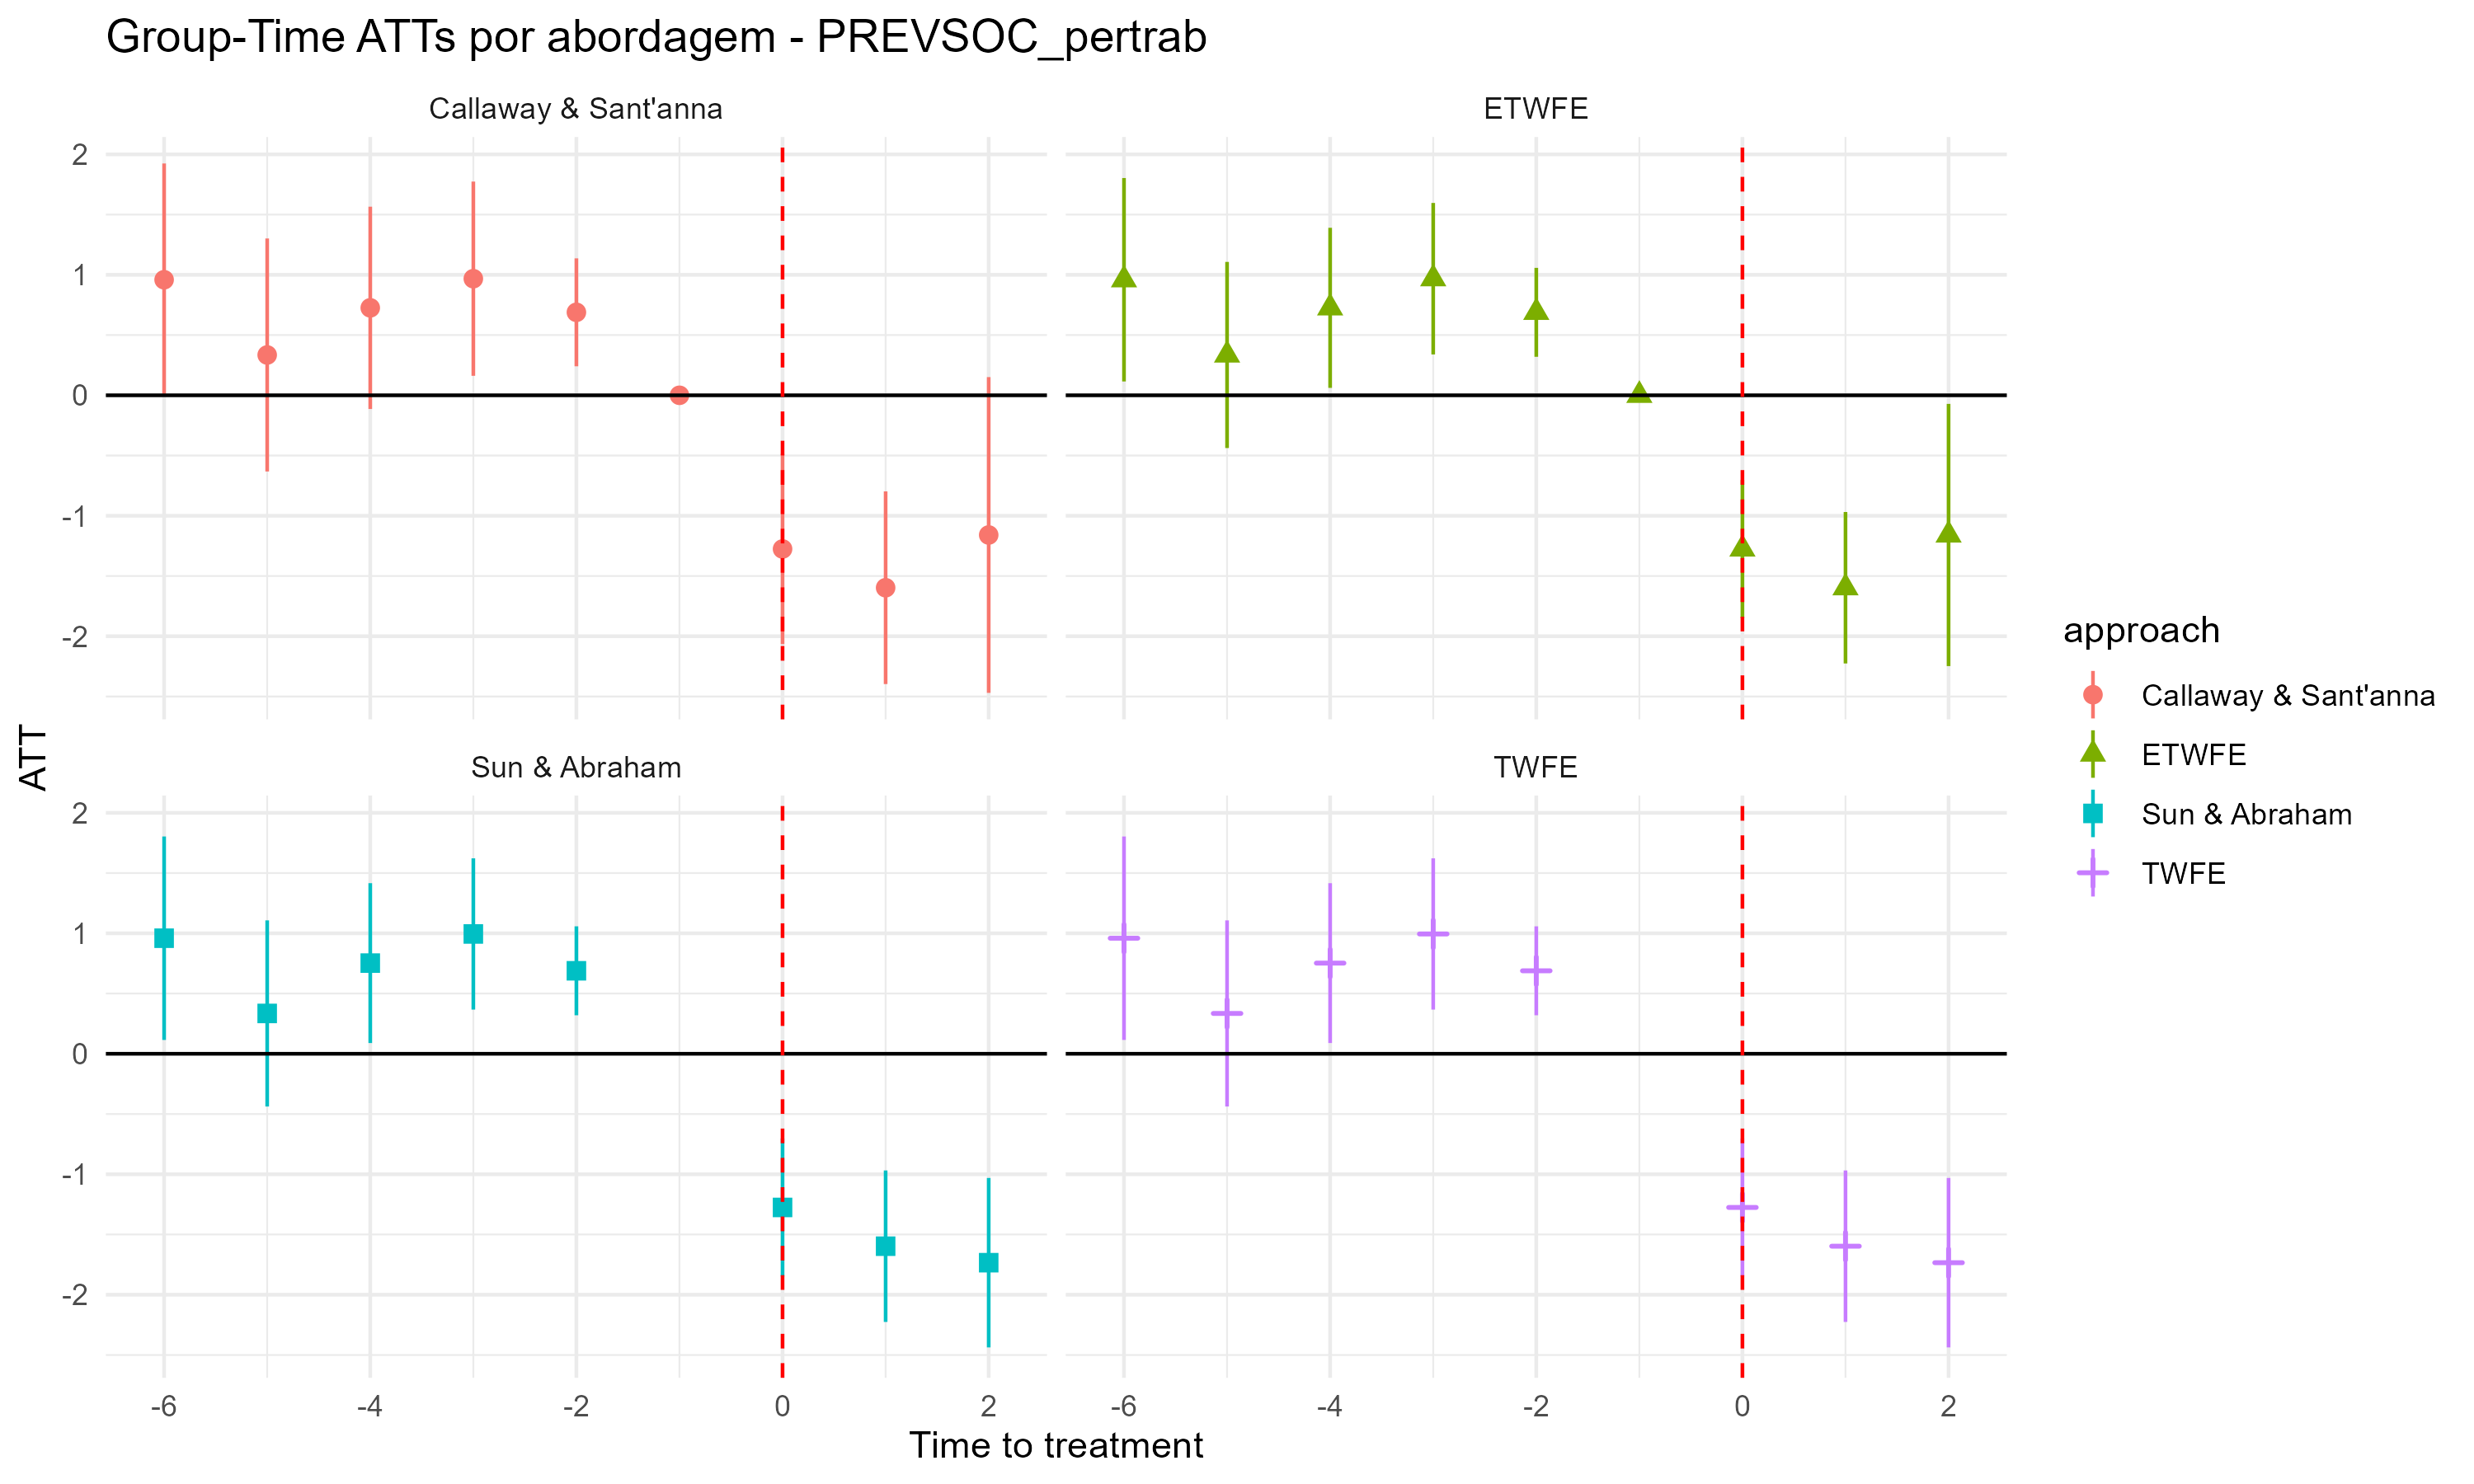 Group-Time ATTs por abordagem - PREVSOC_pertrab
Callaway & Sant'anna
ETWFE
2
1
0
-1
-2
Sun & Abraham
TWFE
2
1
0
-1
-2
-6 -4 -2 0 2
-6 -4 -2 0 2
Time to treatment
ATT
approach
Callaway & Sant'anna
ETWFE
Sun & Abraham
TWFE